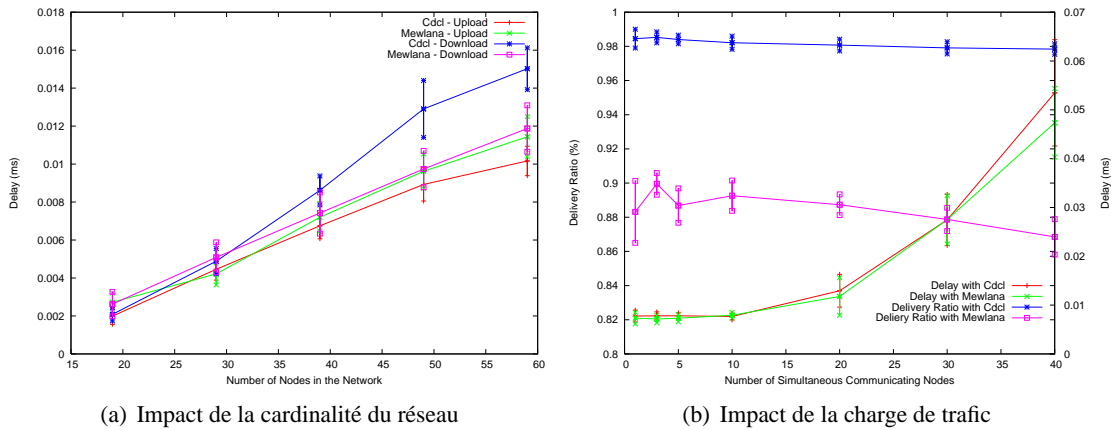 0.018
0.016
0.014
0.012
0.01
0.008
0.006
0.004
0.002
0
Delay (ms)
15 20 25 30 35 40 45 50 55 60
Number of Nodes in the Network
Cdcl - Upload
Mewlana - Upload
Cdcl - Download
Mewlana - Download
(a) Impact de la cardinalité du réseau
1
0.98
0.96
0.94
0.92
0.9
0.88
0.86
0.84
0.82
0.8
Delivery Ratio (%)
0 5 10 15 20 25 30 35 40
Number of Simultaneous Communicating Nodes
0.07
0.06
0.05
0.04
0.03
0.02
0.01
0
Delay (ms)
Delay with Cdcl
Delay with Mewlana
Delivery Ratio with Cdcl
Deliery Ratio with Mewlana
(b) Impact de la charge de trafic